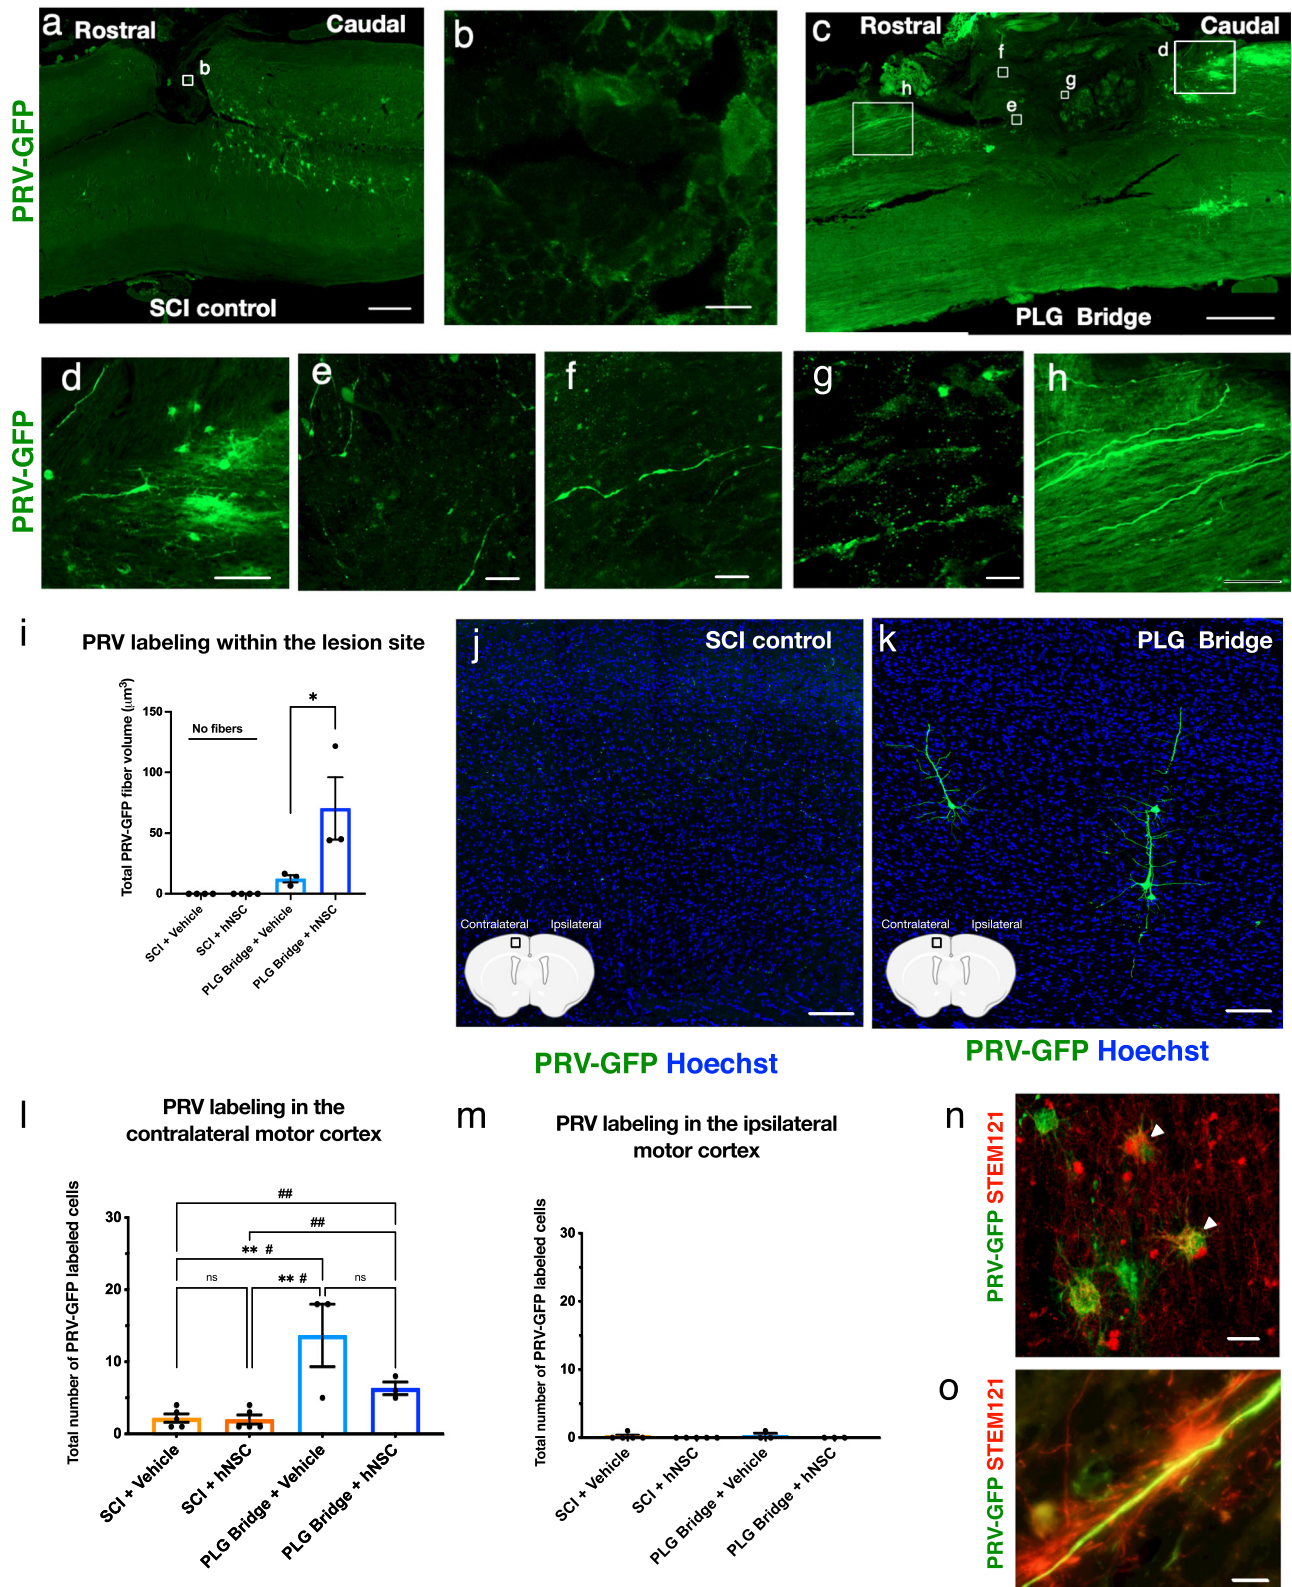 a
Rostral
Caudal
b
SCI control
b
c
Rostral
Caudal
f
g
d
h
e
PLG Bridge
PRV-GFP
d
e
f
g
h
PRV-GFP
i
PRV labeling within the lesion site
Total PRV-GFP fiber volume (μm³)
150
100
50
0
No fibers
*
SCI + Vehicle
SCI + hNSC
PLG Bridge + Vehicle
PLG Bridge + hNSC
j
SCI control
Contralateral
Ipsilateral
PRV-GFP Hoechst
k
PLG Bridge
Contralateral
Ipsilateral
PRV-GFP Hoechst
l
PRV labeling in the
contralateral motor cortex
Total number of PRV-GFP labeled cells
30
20
10
0
##
##
** #
ns
** #
ns
SCI + Vehicle
SCI + hNSC
PLG Bridge + Vehicle
PLG Bridge + hNSC
m
PRV labeling in the ipsilateral
motor cortex
Total number of PRV-GFP labeled cells
30
20
10
0
SCI + Vehicle
SCI + hNSC
PLG Bridge + Vehicle
PLG Bridge + hNSC
n
PRV-GFP STEM121
o
PRV-GFP STEM121